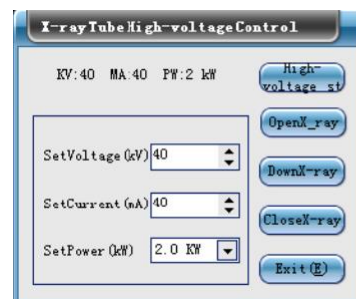 X-rayTubeHigh-voltageControl
KV:40 MA:40 PW:2 kW
High-
voltage st
OpenX_ray
SetVoltage(kV) 40
DownX-ray
SetCurrent(mA) 40
CloseX-ray
SetPower(kW) 2.0 KW
Exit(E)